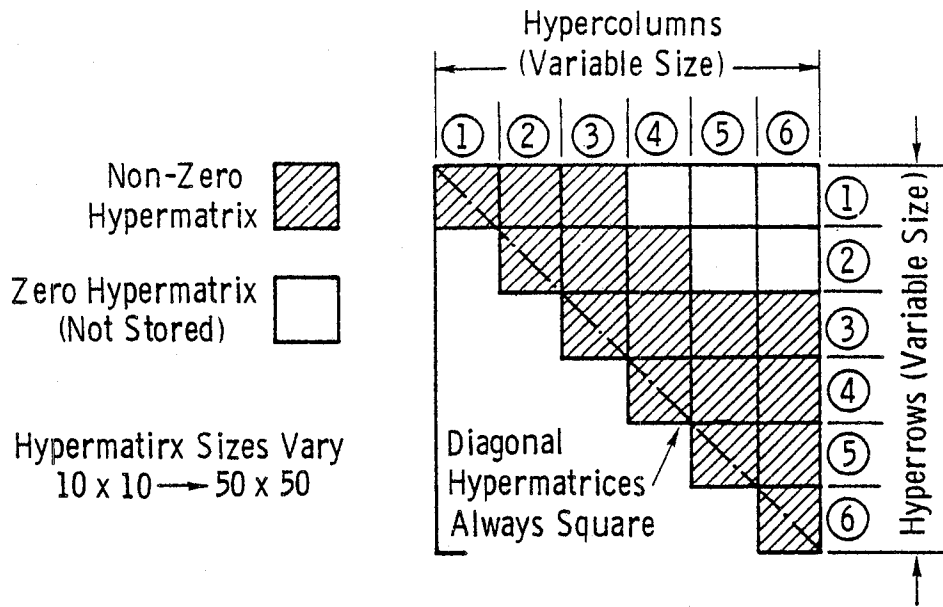 Hypercolumns
(Variable Size)
① ② ③ ④ ⑤ ⑥
Non-Zero
Hypermatrix
Zero Hypermatrix
(Not Stored)
Hypermatirx Sizes Vary
10 x 10 → 50 x 50
Diagonal
Hypermatrices
Always Square
①
②
③
④
⑤
⑥
Hyperrows (Variable Size)